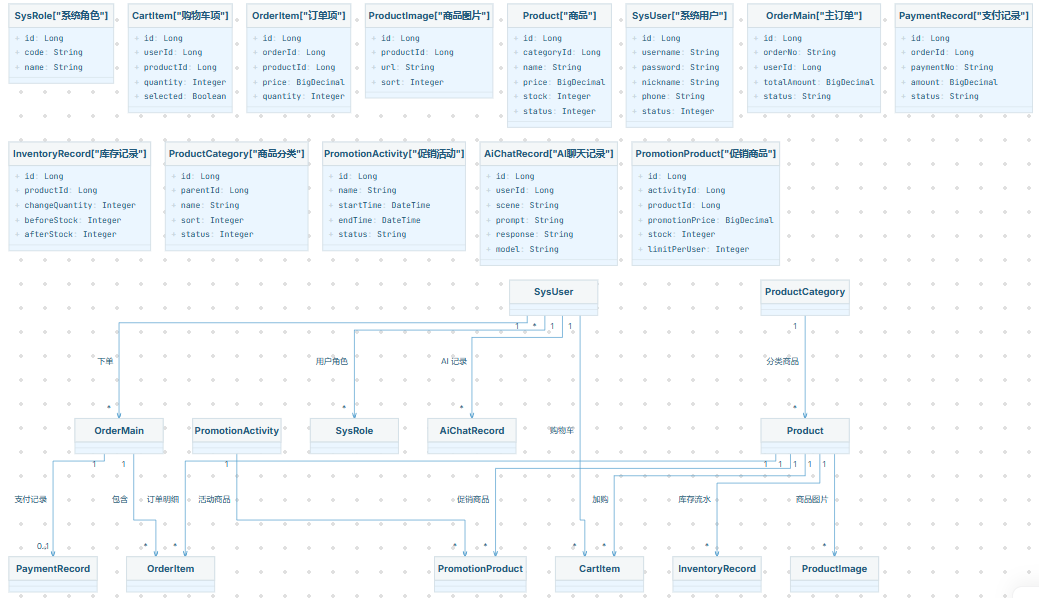 SysRole["系统角色"]
+ id: Long
+ code: String
+ name: String
CartItem["购物车项"]
+ id: Long
+ userId: Long
+ productId: Long
+ quantity: Integer
+ selected: Boolean
OrderItem["订单项"]
+ id: Long
+ orderId: Long
+ productId: Long
+ price: BigDecimal
+ quantity: Integer
ProductImage["商品图片"]
+ id: Long
+ productId: Long
+ url: String
+ sort: Integer
Product["商品"]
+ id: Long
+ categoryId: Long
+ name: String
+ price: BigDecimal
+ stock: Integer
+ status: Integer
SysUser["系统用户"]
+ id: Long
+ username: String
+ password: String
+ nickname: String
+ phone: String
+ status: Integer
OrderMain["主订单"]
+ id: Long
+ orderNo: String
+ userId: Long
+ totalAmount: BigDecimal
+ status: String
PaymentRecord["支付记录"]
+ id: Long
+ orderId: Long
+ paymentNo: String
+ amount: BigDecimal
+ status: String
InventoryRecord["库存记录"]
+ id: Long
+ productId: Long
+ changeQuantity: Integer
+ beforeStock: Integer
+ afterStock: Integer
ProductCategory["商品分类"]
+ id: Long
+ parentId: Long
+ name: String
+ sort: Integer
+ status: Integer
PromotionActivity["促销活动"]
+ id: Long
+ name: String
+ startTime: DateTime
+ endTime: DateTime
+ status: String
AiChatRecord["AI聊天记录"]
+ id: Long
+ userId: Long
+ scene: String
+ prompt: String
+ response: String
+ model: String
PromotionProduct["促销商品"]
+ id: Long
+ activityId: Long
+ productId: Long
+ promotionPrice: BigDecimal
+ stock: Integer
+ limitPerUser: Integer
SysUser
ProductCategory
1 * 1 1
1
下单
用户角色
AI 记录
分类商品
* * * *
OrderMain
PromotionActivity
SysRole
AiChatRecord
购物车
Product
1 1 1
1 1 1 1 1
支付记录
包含
订单明细
活动商品
促销商品
加购
库存流水
商品图片
0..1 * * * * * * * *
PaymentRecord
OrderItem
PromotionProduct
CartItem
InventoryRecord
ProductImage